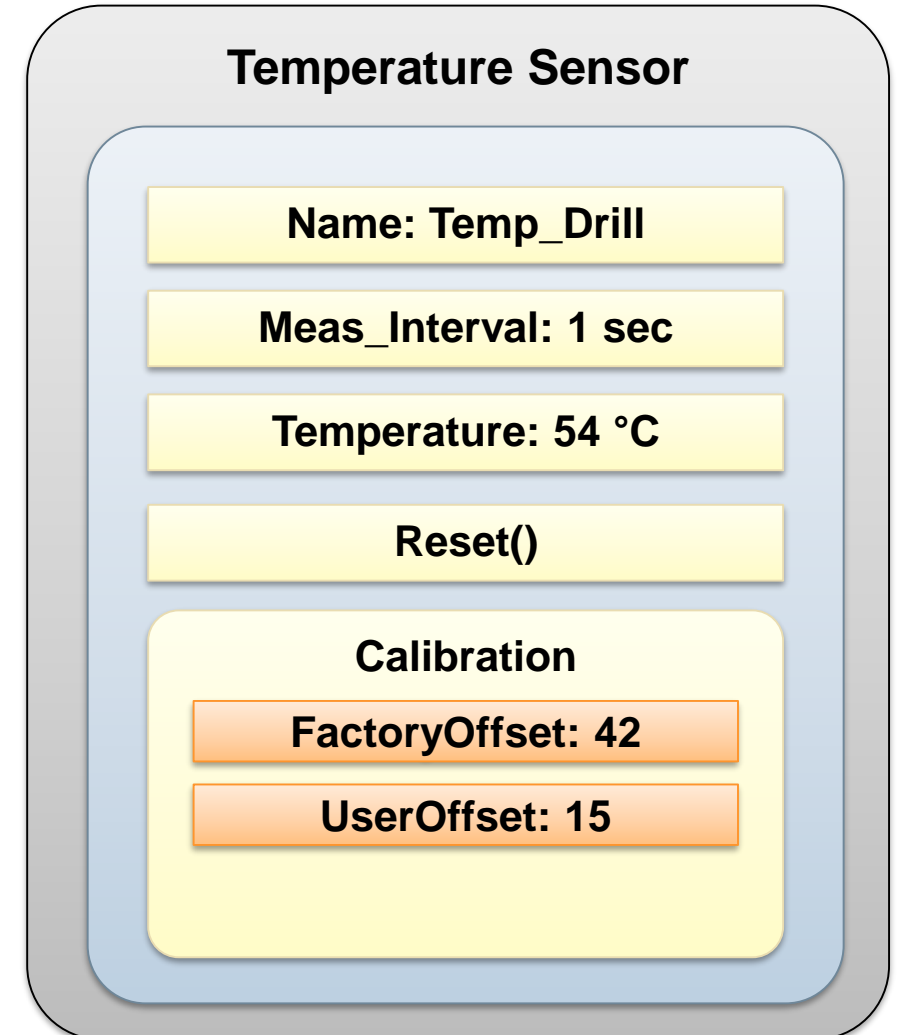 Temperature Sensor
Name: Temp_Drill
Meas_Interval: 1 sec
Temperature: 54 °C
Reset()
Calibration
FactoryOffset: 42
UserOffset: 15